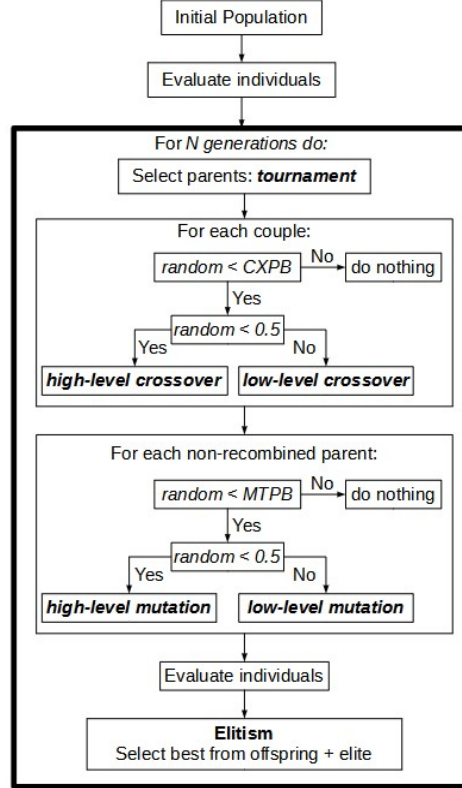 Initial Population
Evaluate individuals
For N generations do:
Select parents: tournament
For each couple:
random < CXPB
No
do nothing
Yes
random < 0.5
Yes
No
high-level crossover
low-level crossover
For each non-recombined parent:
random < MTPB
No
do nothing
Yes
random < 0.5
Yes
No
high-level mutation
low-level mutation
Evaluate individuals
Elitism
Select best from offspring + elite